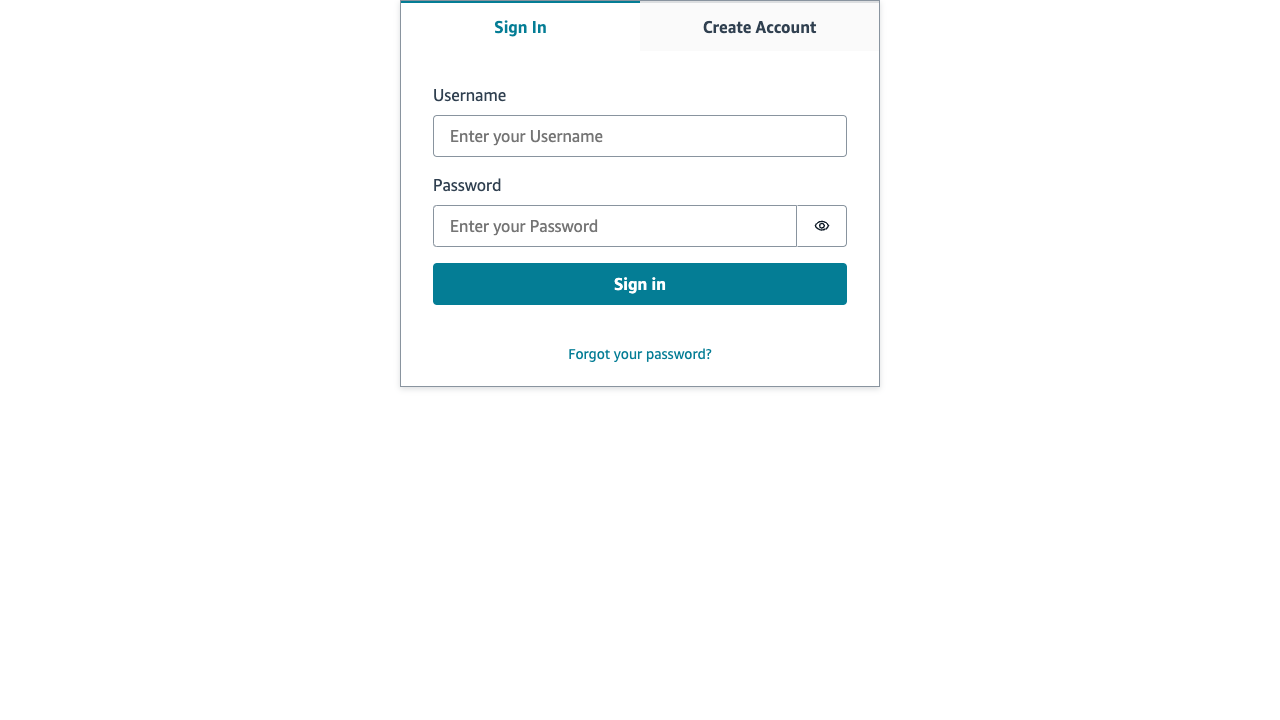 Sign In
Create Account
Username
Enter your Username
Password
Enter your Password
Sign in
Forgot your password?